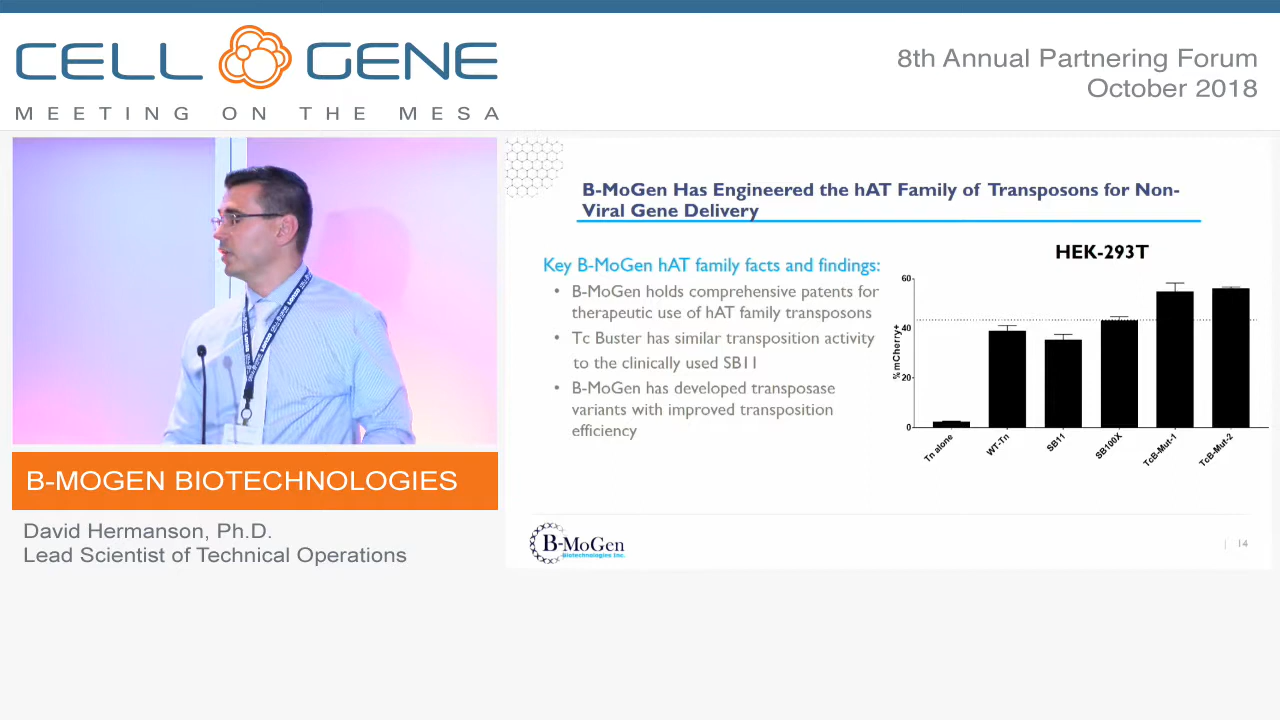 CELL GENE
MEETING ON THE MESA
8th Annual Partnering Forum
October 2018
B-MoGen Has Engineered the hAT Family of Transposons for Non-
Viral Gene Delivery
Key B-MoGen hAT family facts and findings:
• B-MoGen holds comprehensive patents for
therapeutic use of hAT family transposons
• Tc Buster has similar transposition activity
to the clinically used SB11
• B-MoGen has developed transposase
variants with improved transposition
efficiency
HEK-293T
% mCherry+
60
40
20
0
Tn alone
WT-Tn
SB11
SB100X
TcB-Mut-1
TcB-Mut-2
B-MoGen
Biotechnologies Inc.
| 14
B-MOGEN BIOTECHNOLOGIES
David Hermanson, Ph.D.
Lead Scientist of Technical Operations